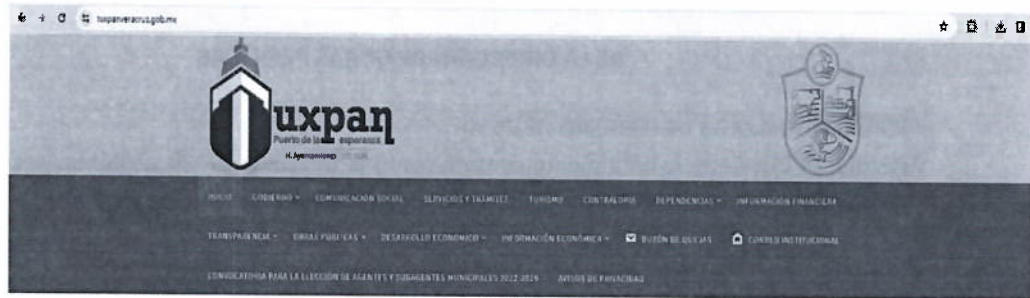 tuxpanveracruz.gob.mx
Tuxpan
Puerto de la esperanza
H. Ayuntamiento
INICIO GOBIERNO COMUNICACIÓN SOCIAL SERVICIOS Y TRÁMITES TURISMO CONTRALORÍA DEPENDENCIAS INFORMACIÓN FINANCIERA
TRANSPARENCIA OBRAS PÚBLICAS DESARROLLO ECONÓMICO INFORMACIÓN ECONÓMICA BUZÓN DE QUEJAS CORREO INSTITUCIONAL
CONVOCATORIA PARA LA ELECCIÓN DE AGENTES Y SUBAGENTES MUNICIPALES 2022-2026 AVISOS DE PRIVACIDAD